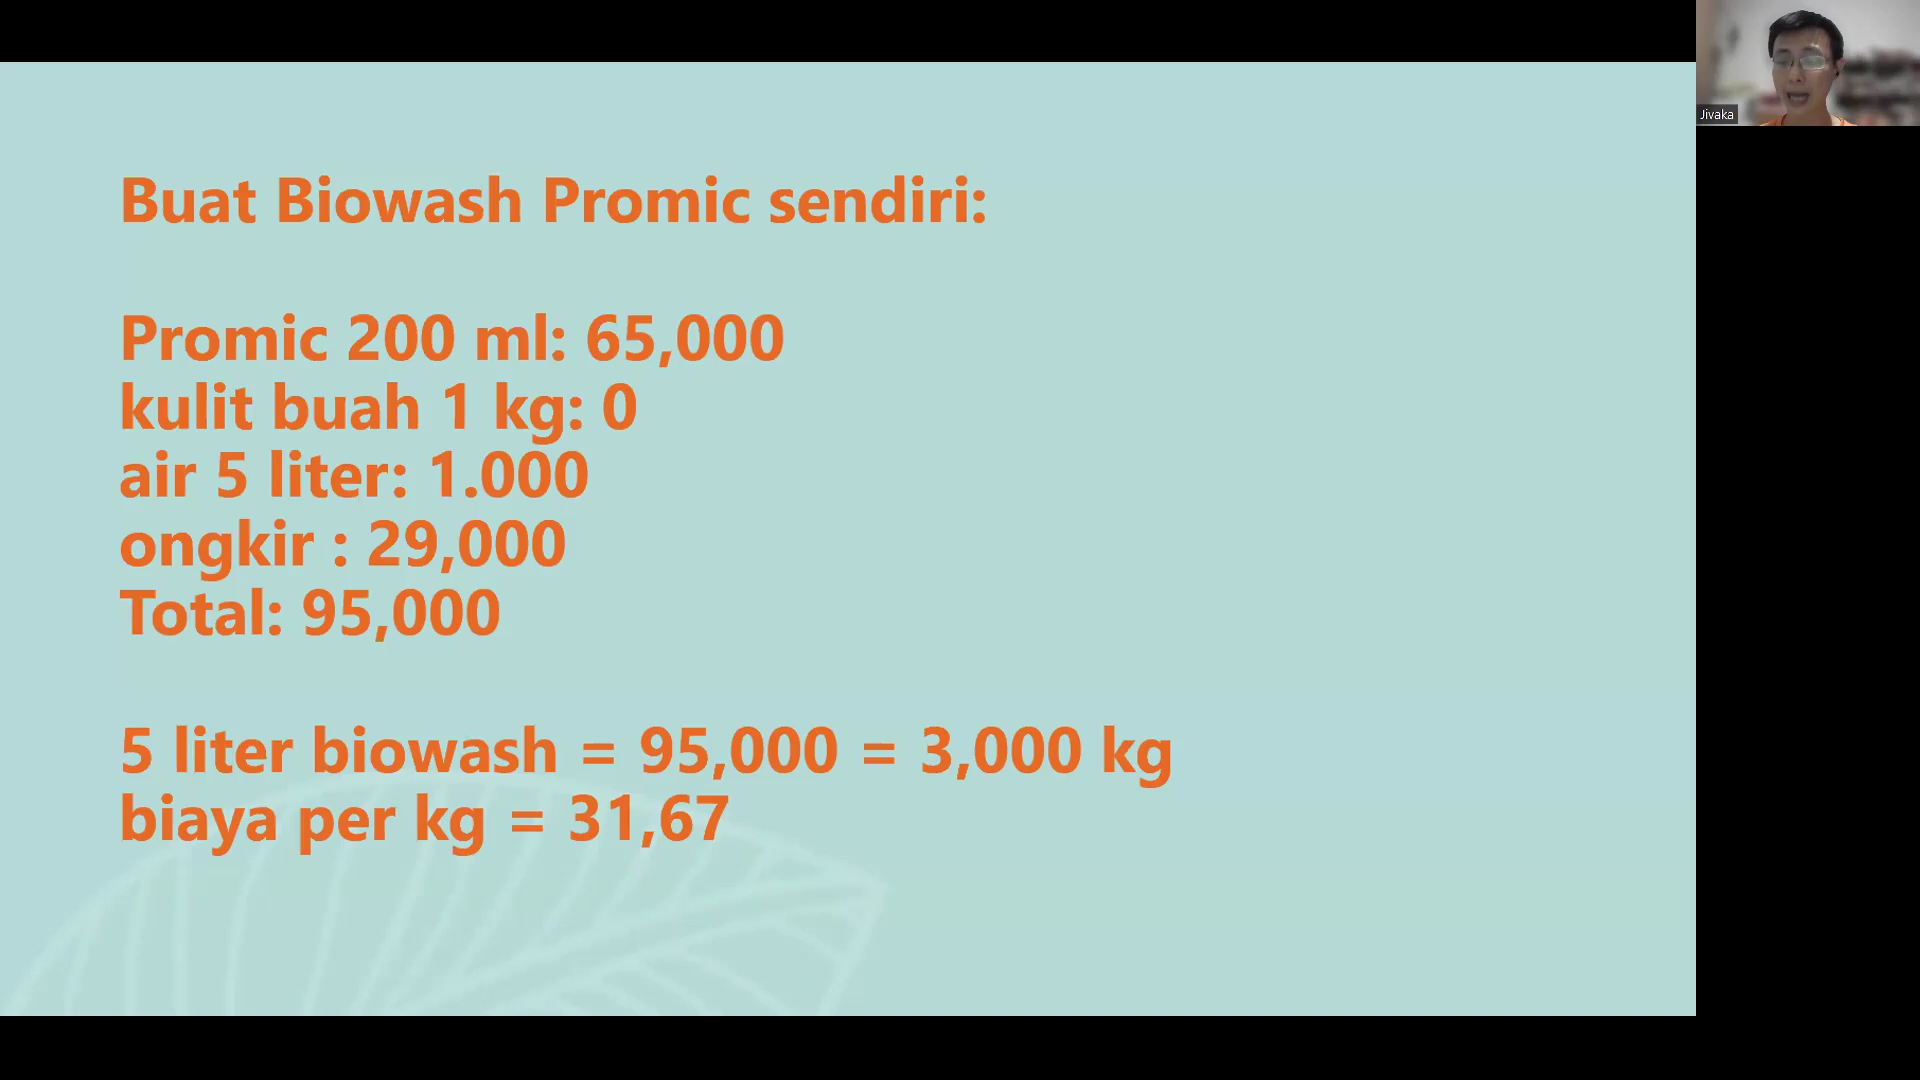 Buat Biowash Promic sendiri:
Promic 200 ml: 65,000
kulit buah 1 kg: 0
air 5 liter: 1.000
ongkir : 29,000
Total: 95,000
5 liter biowash = 95,000 = 3,000 kg
biaya per kg = 31,67
Jivaka